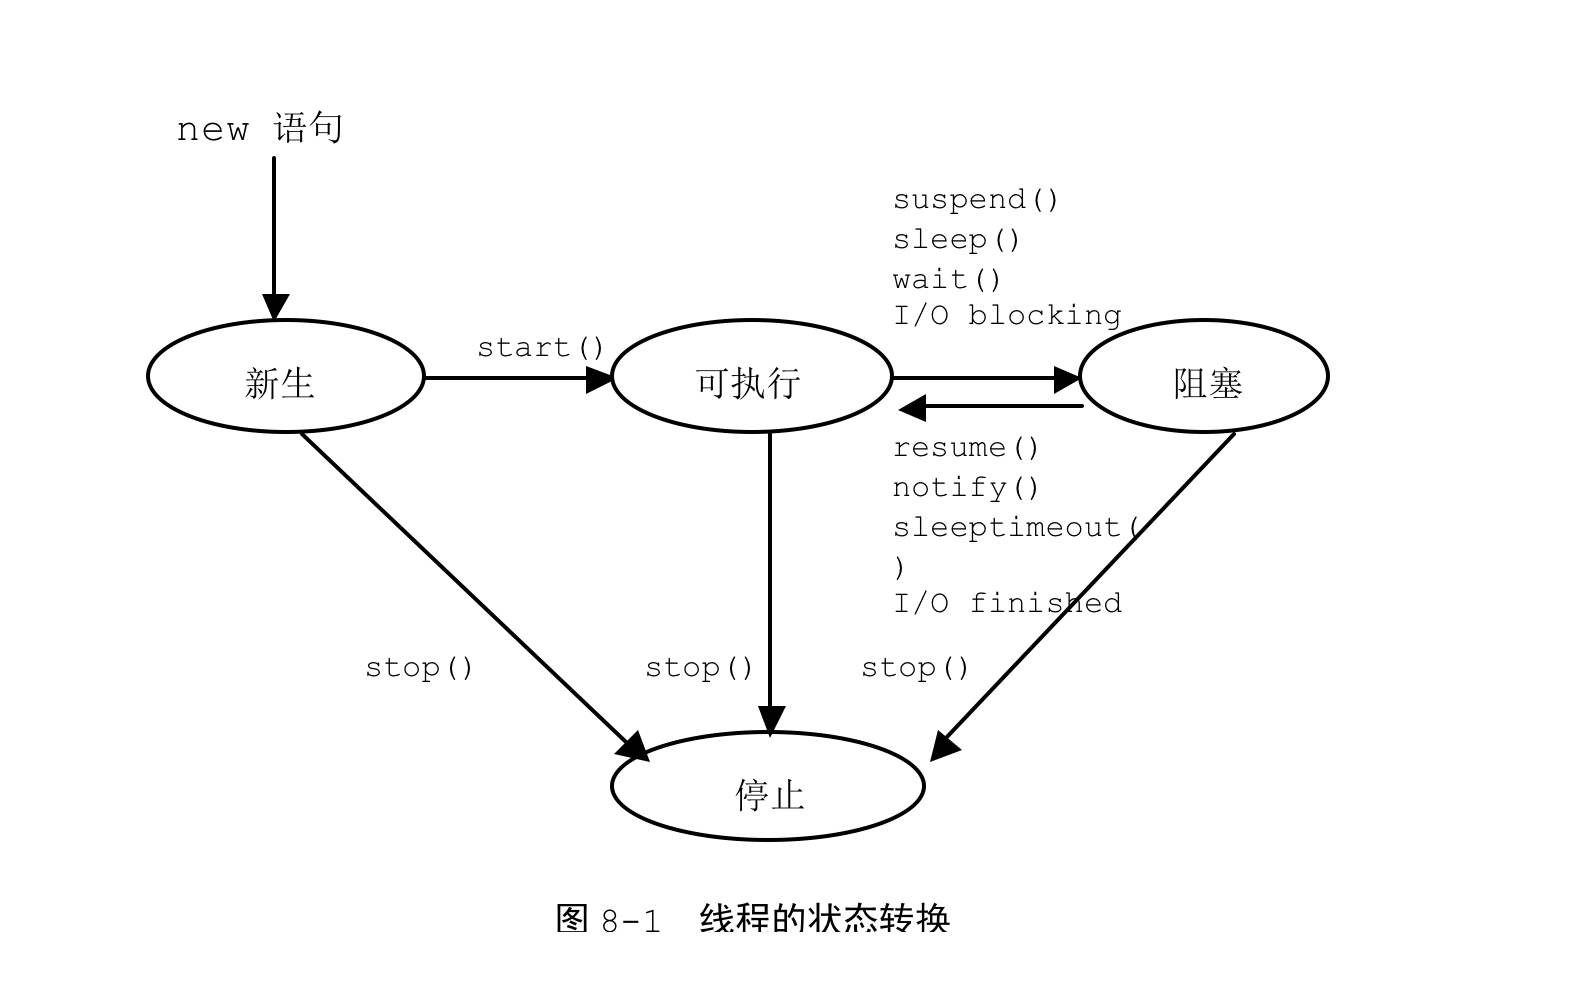 new 语句
suspend()
sleep()
wait()
I/O blocking
start()
新生
可执行
阻塞
resume()
notify()
sleeptimeout(
)
I/O finished
stop()
stop()
stop()
停止
图 8-1 线程的状态转换